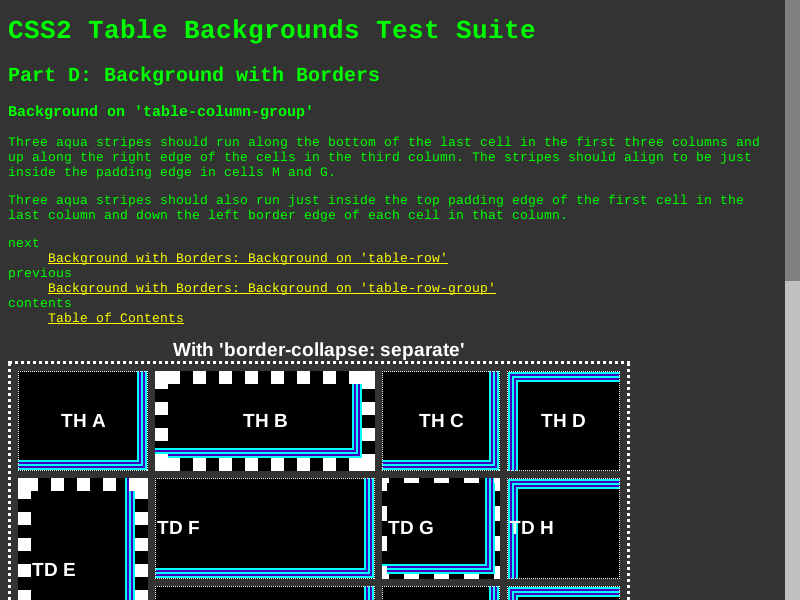 CSS2 Table Backgrounds Test Suite
Part D: Background with Borders
Background on 'table-column-group'
Three aqua stripes should run along the bottom of the last cell in the first three columns and
up along the right edge of the cells in the third column. The stripes should align to be just
inside the padding edge in cells M and G.
Three aqua stripes should also run just inside the top padding edge of the first cell in the
last column and down the left border edge of each cell in that column.
next
Background with Borders: Background on 'table-row'
previous
Background with Borders: Background on 'table-row-group'
contents
Table of Contents
With 'border-collapse: separate'
TH A TH B TH C TH D
TD F TD G TD H
TD E